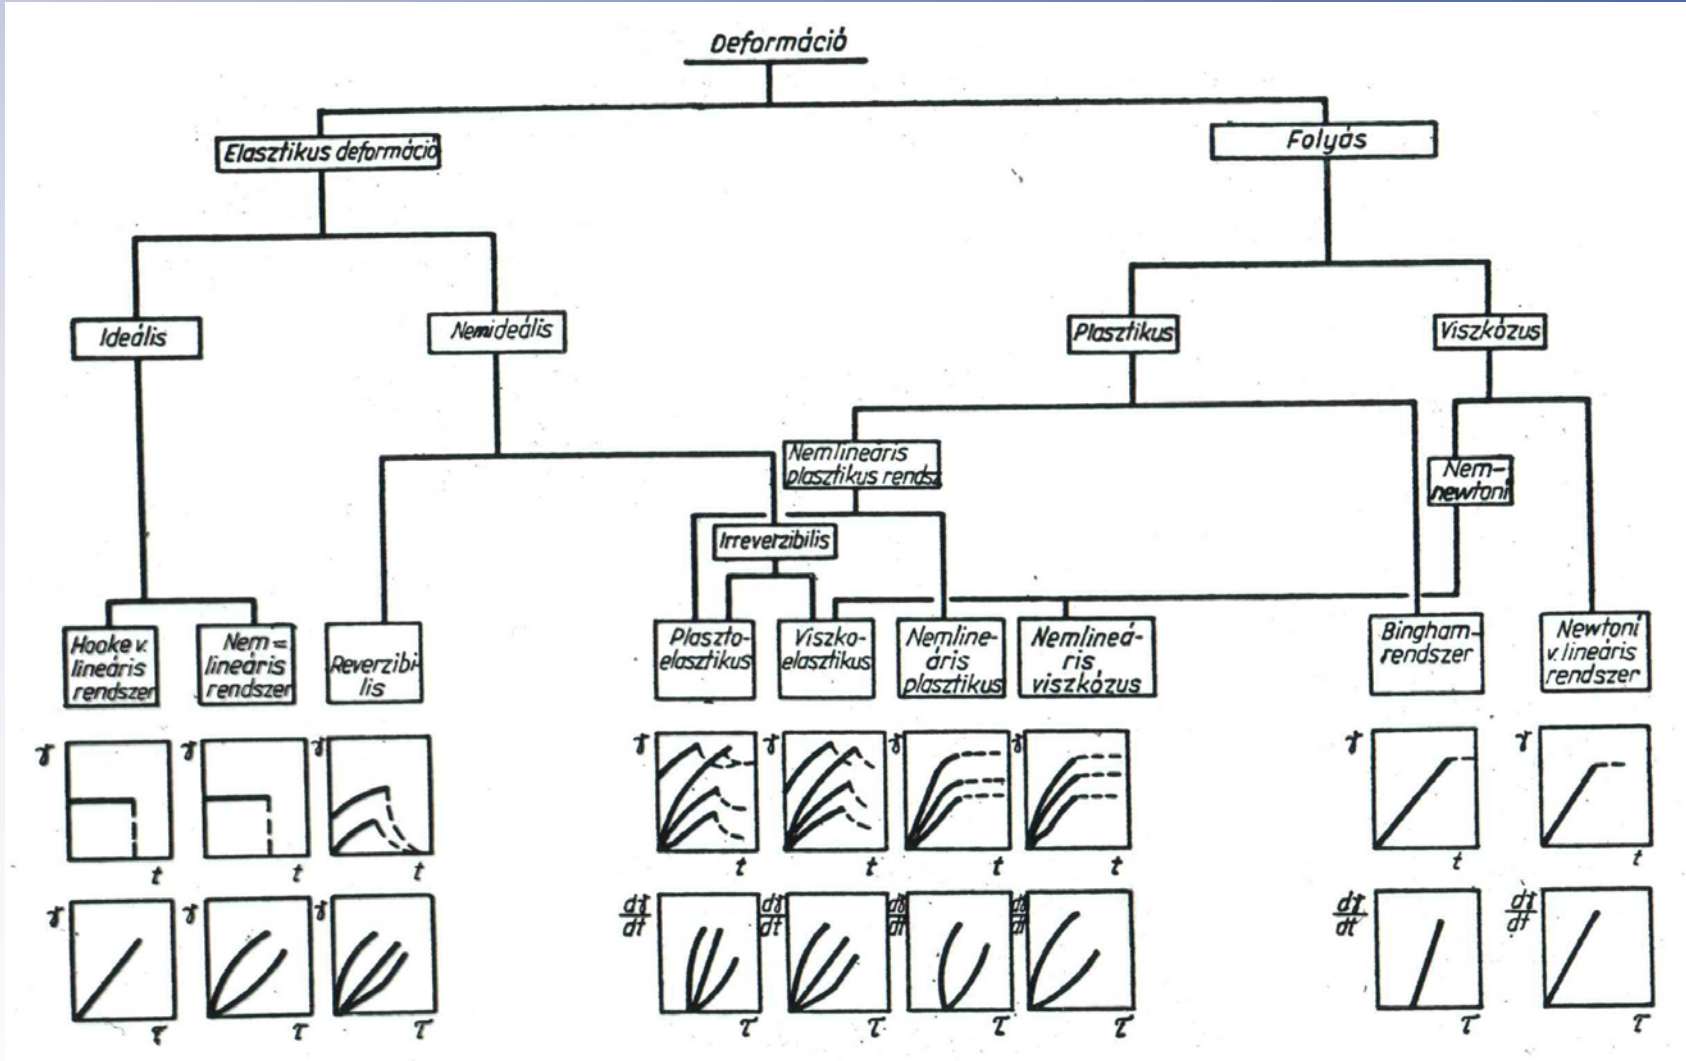 Deformáció
Elasztikus deformáció
Folyás
Ideális
Nemideális
Plasztikus
Viszkózus
Nemlineáris
plasztikus rendsz
Nem-
newtoni
Irreverzibilis
Hooke v.
lineáris
rendszer
Nem=
lineáris
rendszer
Reverzibi-
lis
Plaszto-
elasztikus
Viszko-
elasztikus
Nemline-
áris
plasztikus
Nemlineá-
ris
viszkózus
Bingham-
rendszer
Newtoni
v. lineáris
rendszer
γ γ γ γ γ γ γ γ γ
t t t t t t t t t
γ γ γ dγ/dt dγ/dt dγ/dt dγ/dt dγ/dt dγ/dt
τ τ τ τ τ τ τ τ τ